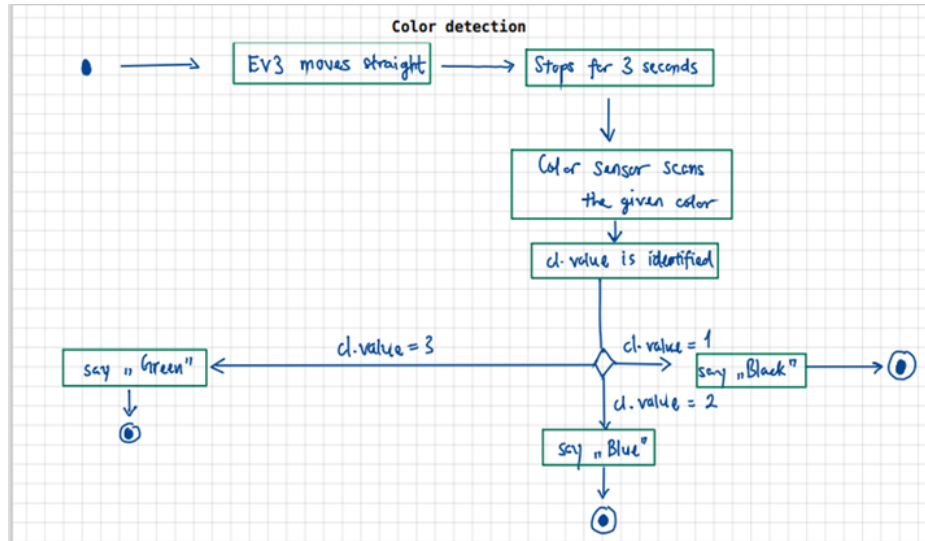 Color detection
EV3 moves straight
Stops for 3 seconds
Color sensor scans
the given color
cl.value is identified
cl.value = 3
cl.value = 1
say „Green"
say „Black"
cl.value = 2
say „Blue"